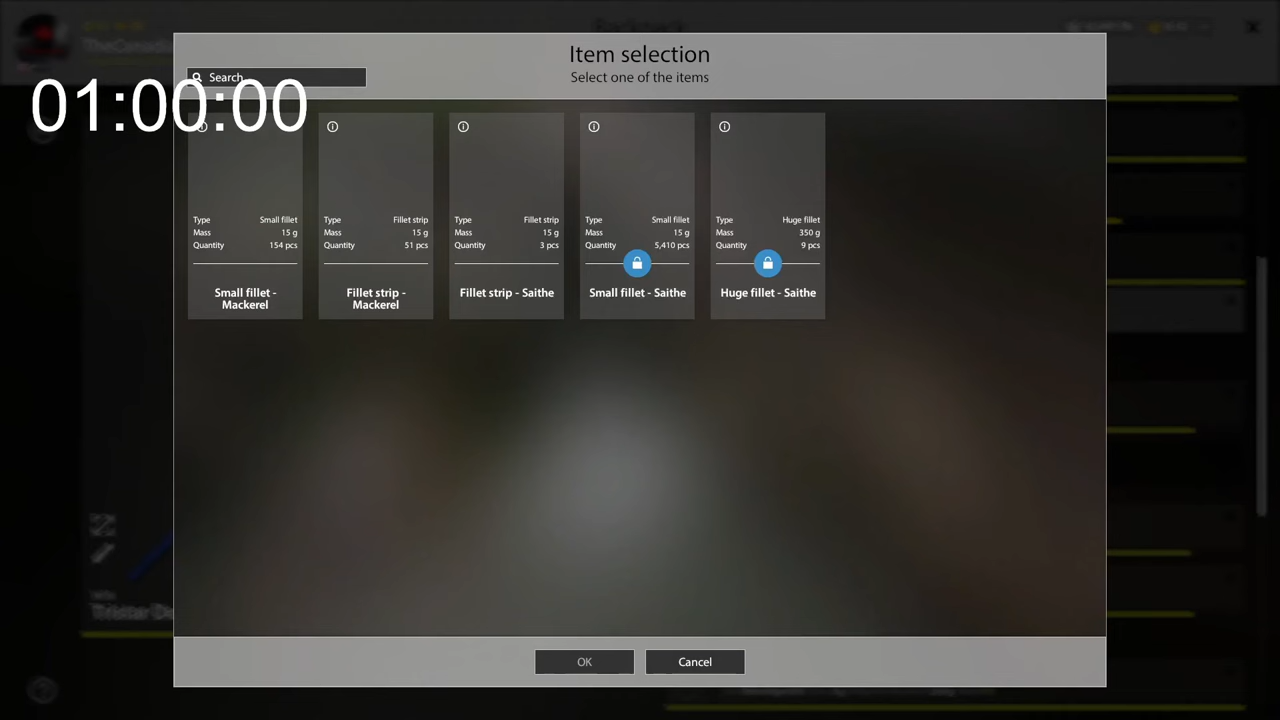 Item selection
Select one of the items
Search
01:00:00
Type Small fillet
Mass 15 g
Quantity 154 pcs
Small fillet -
Mackerel
Type Fillet strip
Mass 15 g
Quantity 51 pcs
Fillet strip -
Mackerel
Type Fillet strip
Mass 15 g
Quantity 3 pcs
Fillet strip - Saithe
Type Small fillet
Mass 15 g
Quantity 5,410 pcs
Small fillet - Saithe
Type Huge fillet
Mass 350 g
Quantity 9 pcs
Huge fillet - Saithe
OK
Cancel